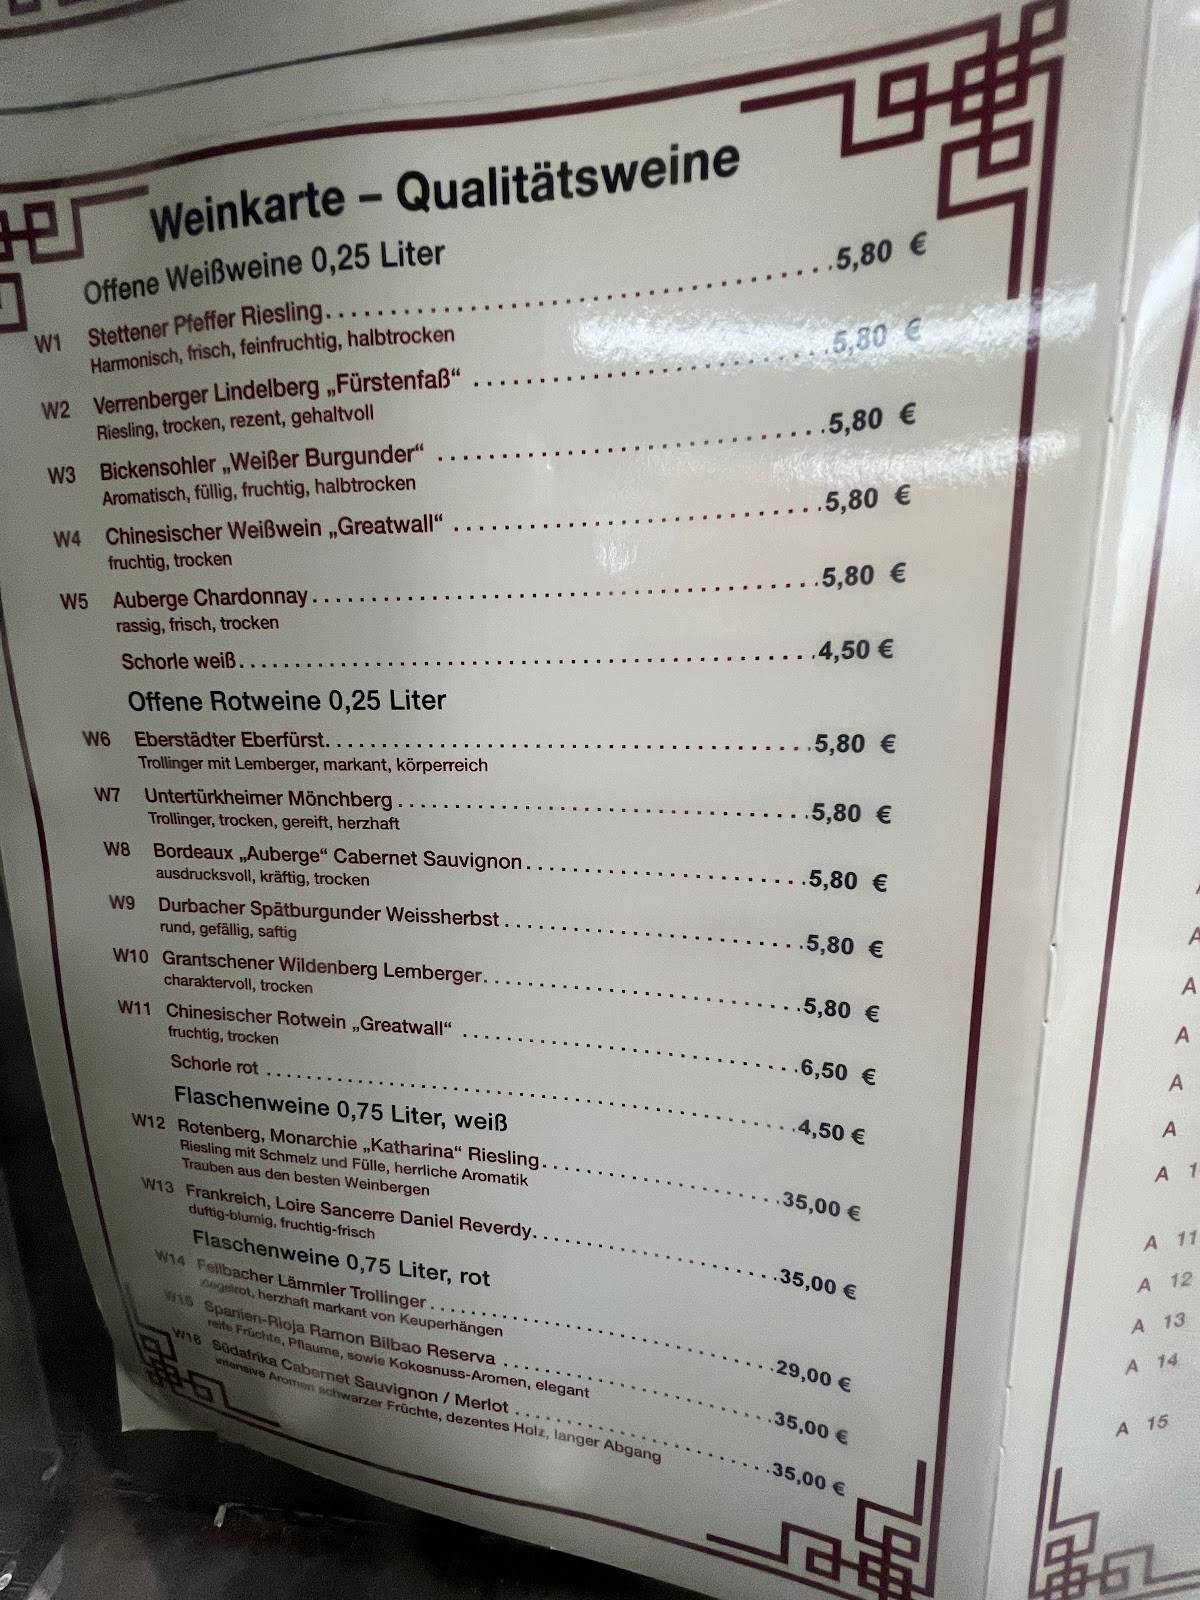 Weinkarte – Qualitätsweine
Offene Weißweine 0,25 Liter
W1 Stettener Pfeffer Riesling 5,80 €
Harmonisch, frisch, feinfruchtig, halbtrocken
W2 Verrenberger Lindelberg „Fürstenfaß“ 5,80 €
Riesling, trocken, rezent, gehaltvoll
W3 Bickensohler „Weißer Burgunder“ 5,80 €
Aromatisch, füllig, fruchtig, halbtrocken
W4 Chinesischer Weißwein „Greatwall“ 5,80 €
fruchtig, trocken
W5 Auberge Chardonnay 5,80 €
rassig, frisch, trocken
Schorle weiß 4,50 €
Offene Rotweine 0,25 Liter
W6 Eberstädter Eberfürst 5,80 €
Trollinger mit Lemberger, markant, körperreich
W7 Untertürkheimer Mönchberg 5,80 €
Trollinger, trocken, gereift, herzhaft
W8 Bordeaux „Auberge“ Cabernet Sauvignon 5,80 €
ausdrucksvoll, kräftig, trocken
W9 Durbacher Spätburgunder Weissherbst 5,80 €
rund, gefällig, saftig
W10 Grantschener Wildenberg Lemberger 5,80 €
charaktervoll, trocken
W11 Chinesischer Rotwein „Greatwall“ 6,50 €
fruchtig, trocken
Schorle rot 4,50 €
Flaschenweine 0,75 Liter, weiß
W12 Rotenberg, Monarchie „Katharina“ Riesling 35,00 €
Riesling mit Schmelz und Fülle, herrliche Aromatik
Trauben aus den besten Weinbergen
W13 Frankreich, Loire Sancerre Daniel Reverdy 35,00 €
duftig-blumig, fruchtig-frisch
Flaschenweine 0,75 Liter, rot
W14 Fellbacher Lämmler Trollinger 29,00 €
ziegelrot, herzhaft markant von Keuperhängen
W15 Spanien-Rioja Ramon Bilbao Reserva 35,00 €
reife Früchte, Pflaume, sowie Kokosnuss-Aromen, elegant
W16 Südafrika Cabernet Sauvignon / Merlot 35,00 €
intensive Aromen schwarzer Früchte, dezentes Holz, langer Abgang
A
A
A
A
A
A
A 11
A 12
A 13
A 14
A 15